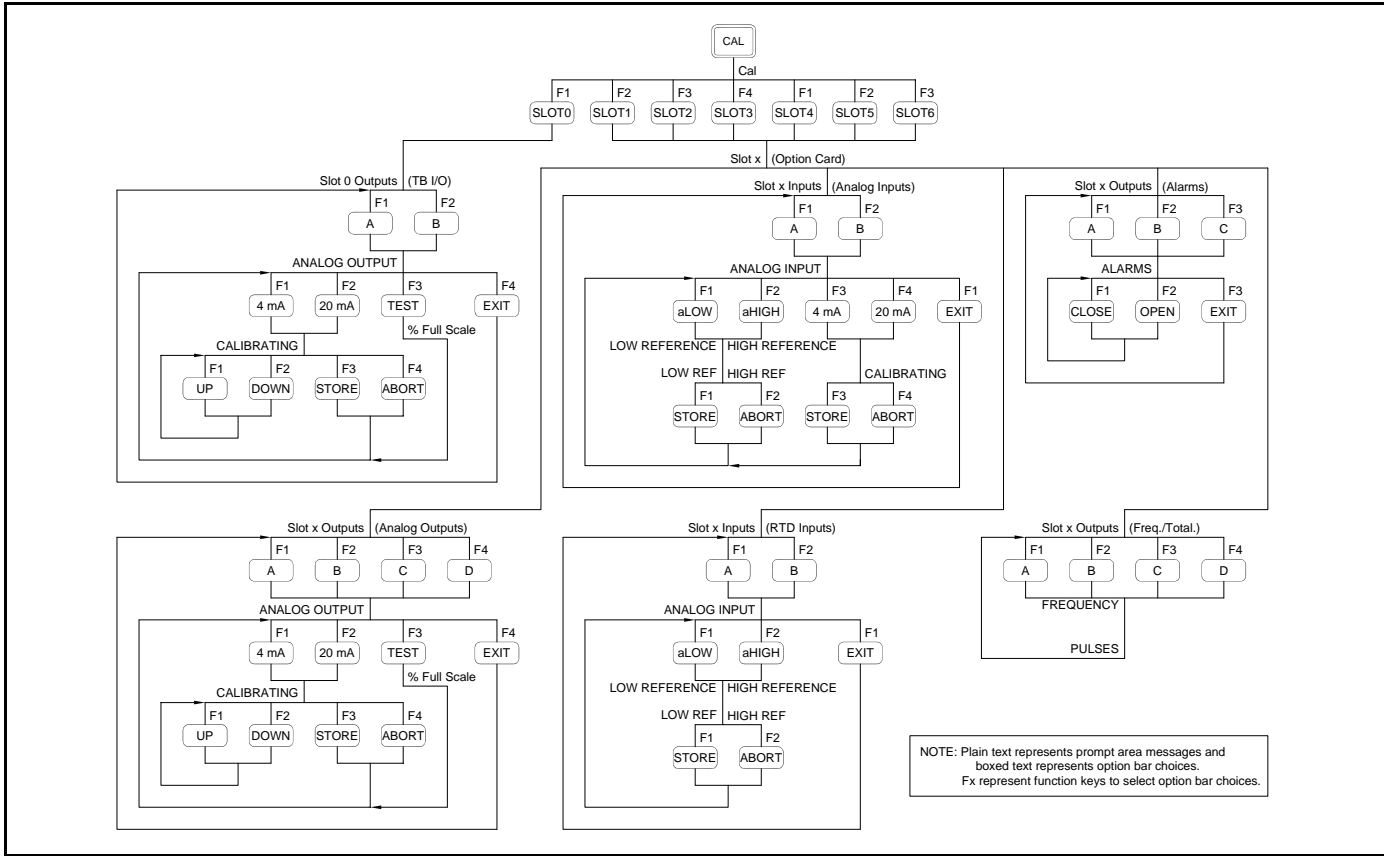 CAL
Cal
F1 F2 F3 F4 F1 F2 F3
SLOT0 SLOT1 SLOT2 SLOT3 SLOT4 SLOT5 SLOT6
Slot x (Option Card)
Slot 0 Outputs (TB I/O)
F1 F2
A B
ANALOG OUTPUT
F1 F2 F3 F4
4 mA 20 mA TEST EXIT
% Full Scale
CALIBRATING
F1 F2 F3 F4
UP DOWN STORE ABORT
Slot x Inputs (Analog Inputs)
F1 F2
A B
ANALOG INPUT
F1 F2 F3 F4 F1
aLOW aHIGH 4 mA 20 mA EXIT
LOW REFERENCE HIGH REFERENCE
LOW REF HIGH REF CALIBRATING
F1 F2 F3 F4
STORE ABORT STORE ABORT
Slot x Outputs (Alarms)
F1 F2 F3
A B C
ALARMS
F1 F2 F3
CLOSE OPEN EXIT
Slot x Outputs (Analog Outputs)
F1 F2 F3 F4
A B C D
ANALOG OUTPUT
F1 F2 F3 F4
4 mA 20 mA TEST EXIT
% Full Scale
CALIBRATING
F1 F2 F3 F4
UP DOWN STORE ABORT
Slot x Inputs (RTD Inputs)
F1 F2
A B
ANALOG INPUT
F1 F2 F1
aLOW aHIGH EXIT
LOW REFERENCE HIGH REFERENCE
LOW REF HIGH REF
F1 F2
STORE ABORT
Slot x Outputs (Freq./Total.)
F1 F2 F3 F4
A B C D
FREQUENCY
PULSES
NOTE: Plain text represents prompt area messages and
boxed text represents option bar choices.
Fx represent function keys to select option bar choices.